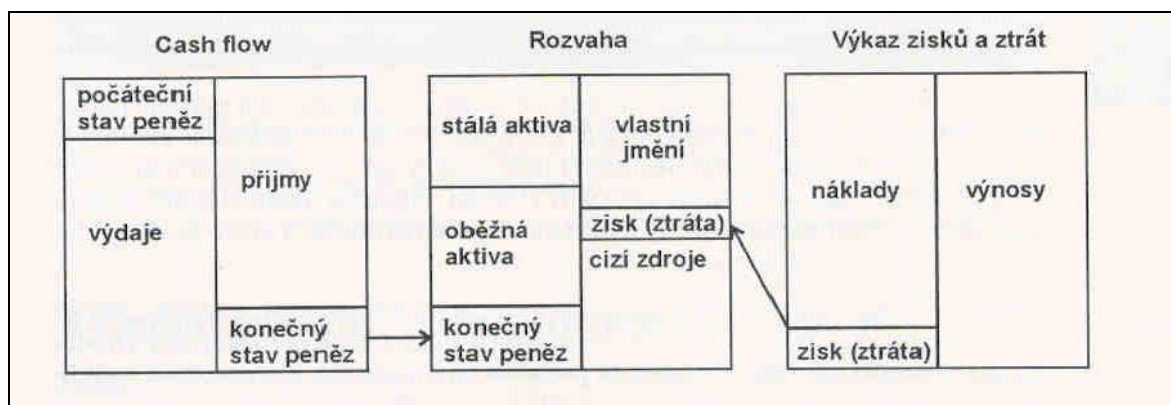 Cash flow
počáteční
stav peněz
výdaje
přijmy
konečný
stav peněz
Rozvaha
stálá aktiva
oběžná
aktiva
konečný
stav peněz
vlastní
jmění
zisk (ztráta)
cizí zdroje
Výkaz zisků a ztrát
náklady
zisk (ztráta)
výnosy